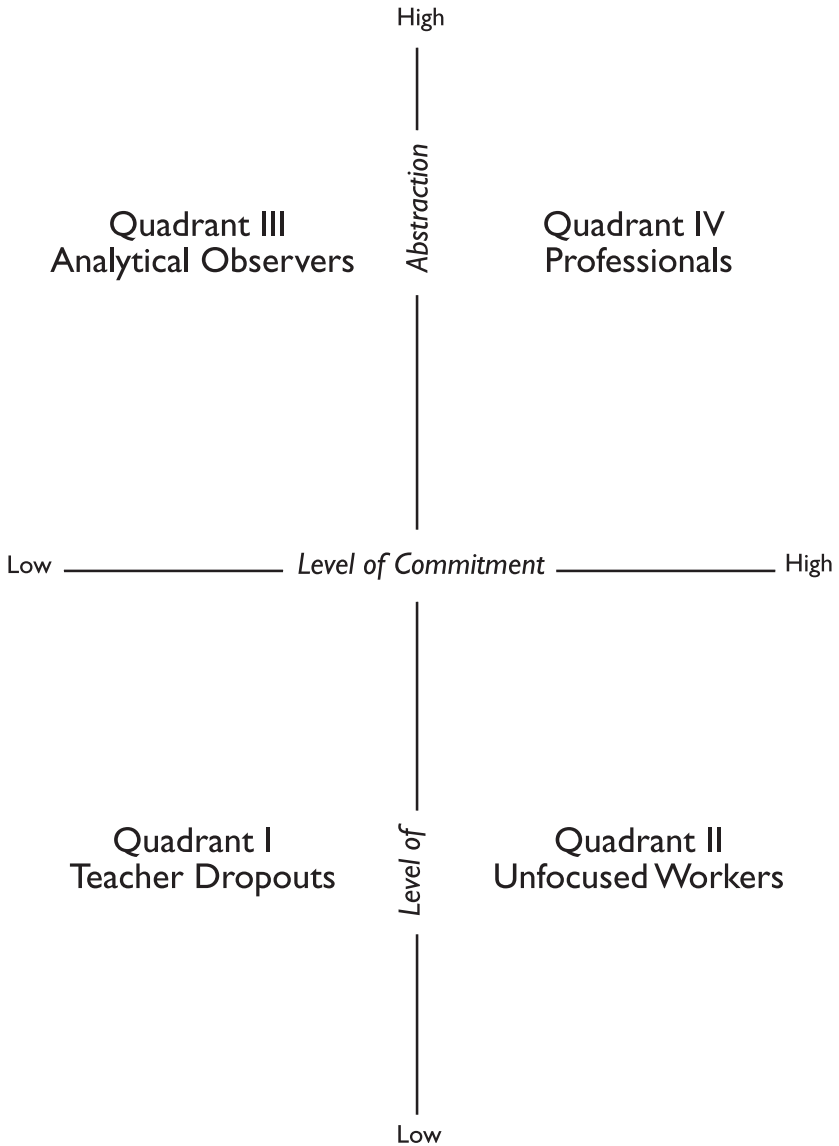 High
Abstraction
Quadrant III
Analytical Observers
Quadrant IV
Professionals
Low
Level of Commitment
High
Quadrant I
Teacher Dropouts
Level of
Quadrant II
Unfocused Workers
Low